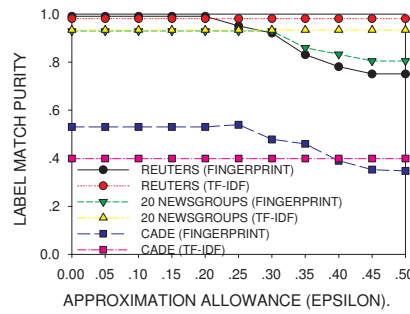 LABEL MATCH PURITY
1.0
.8
.6
.4
.2
0.0
REUTERS (FINGERPRINT)
REUTERS (TF-IDF)
20 NEWSGROUPS (FINGERPRINT)
20 NEWSGROUPS (TF-IDF)
CADE (FINGERPRINT)
CADE (TF-IDF)
0.00 .05 .10 .15 .20 .25 .30 .35 .40 .45 .50
APPROXIMATION ALLOWANCE (EPSILON).